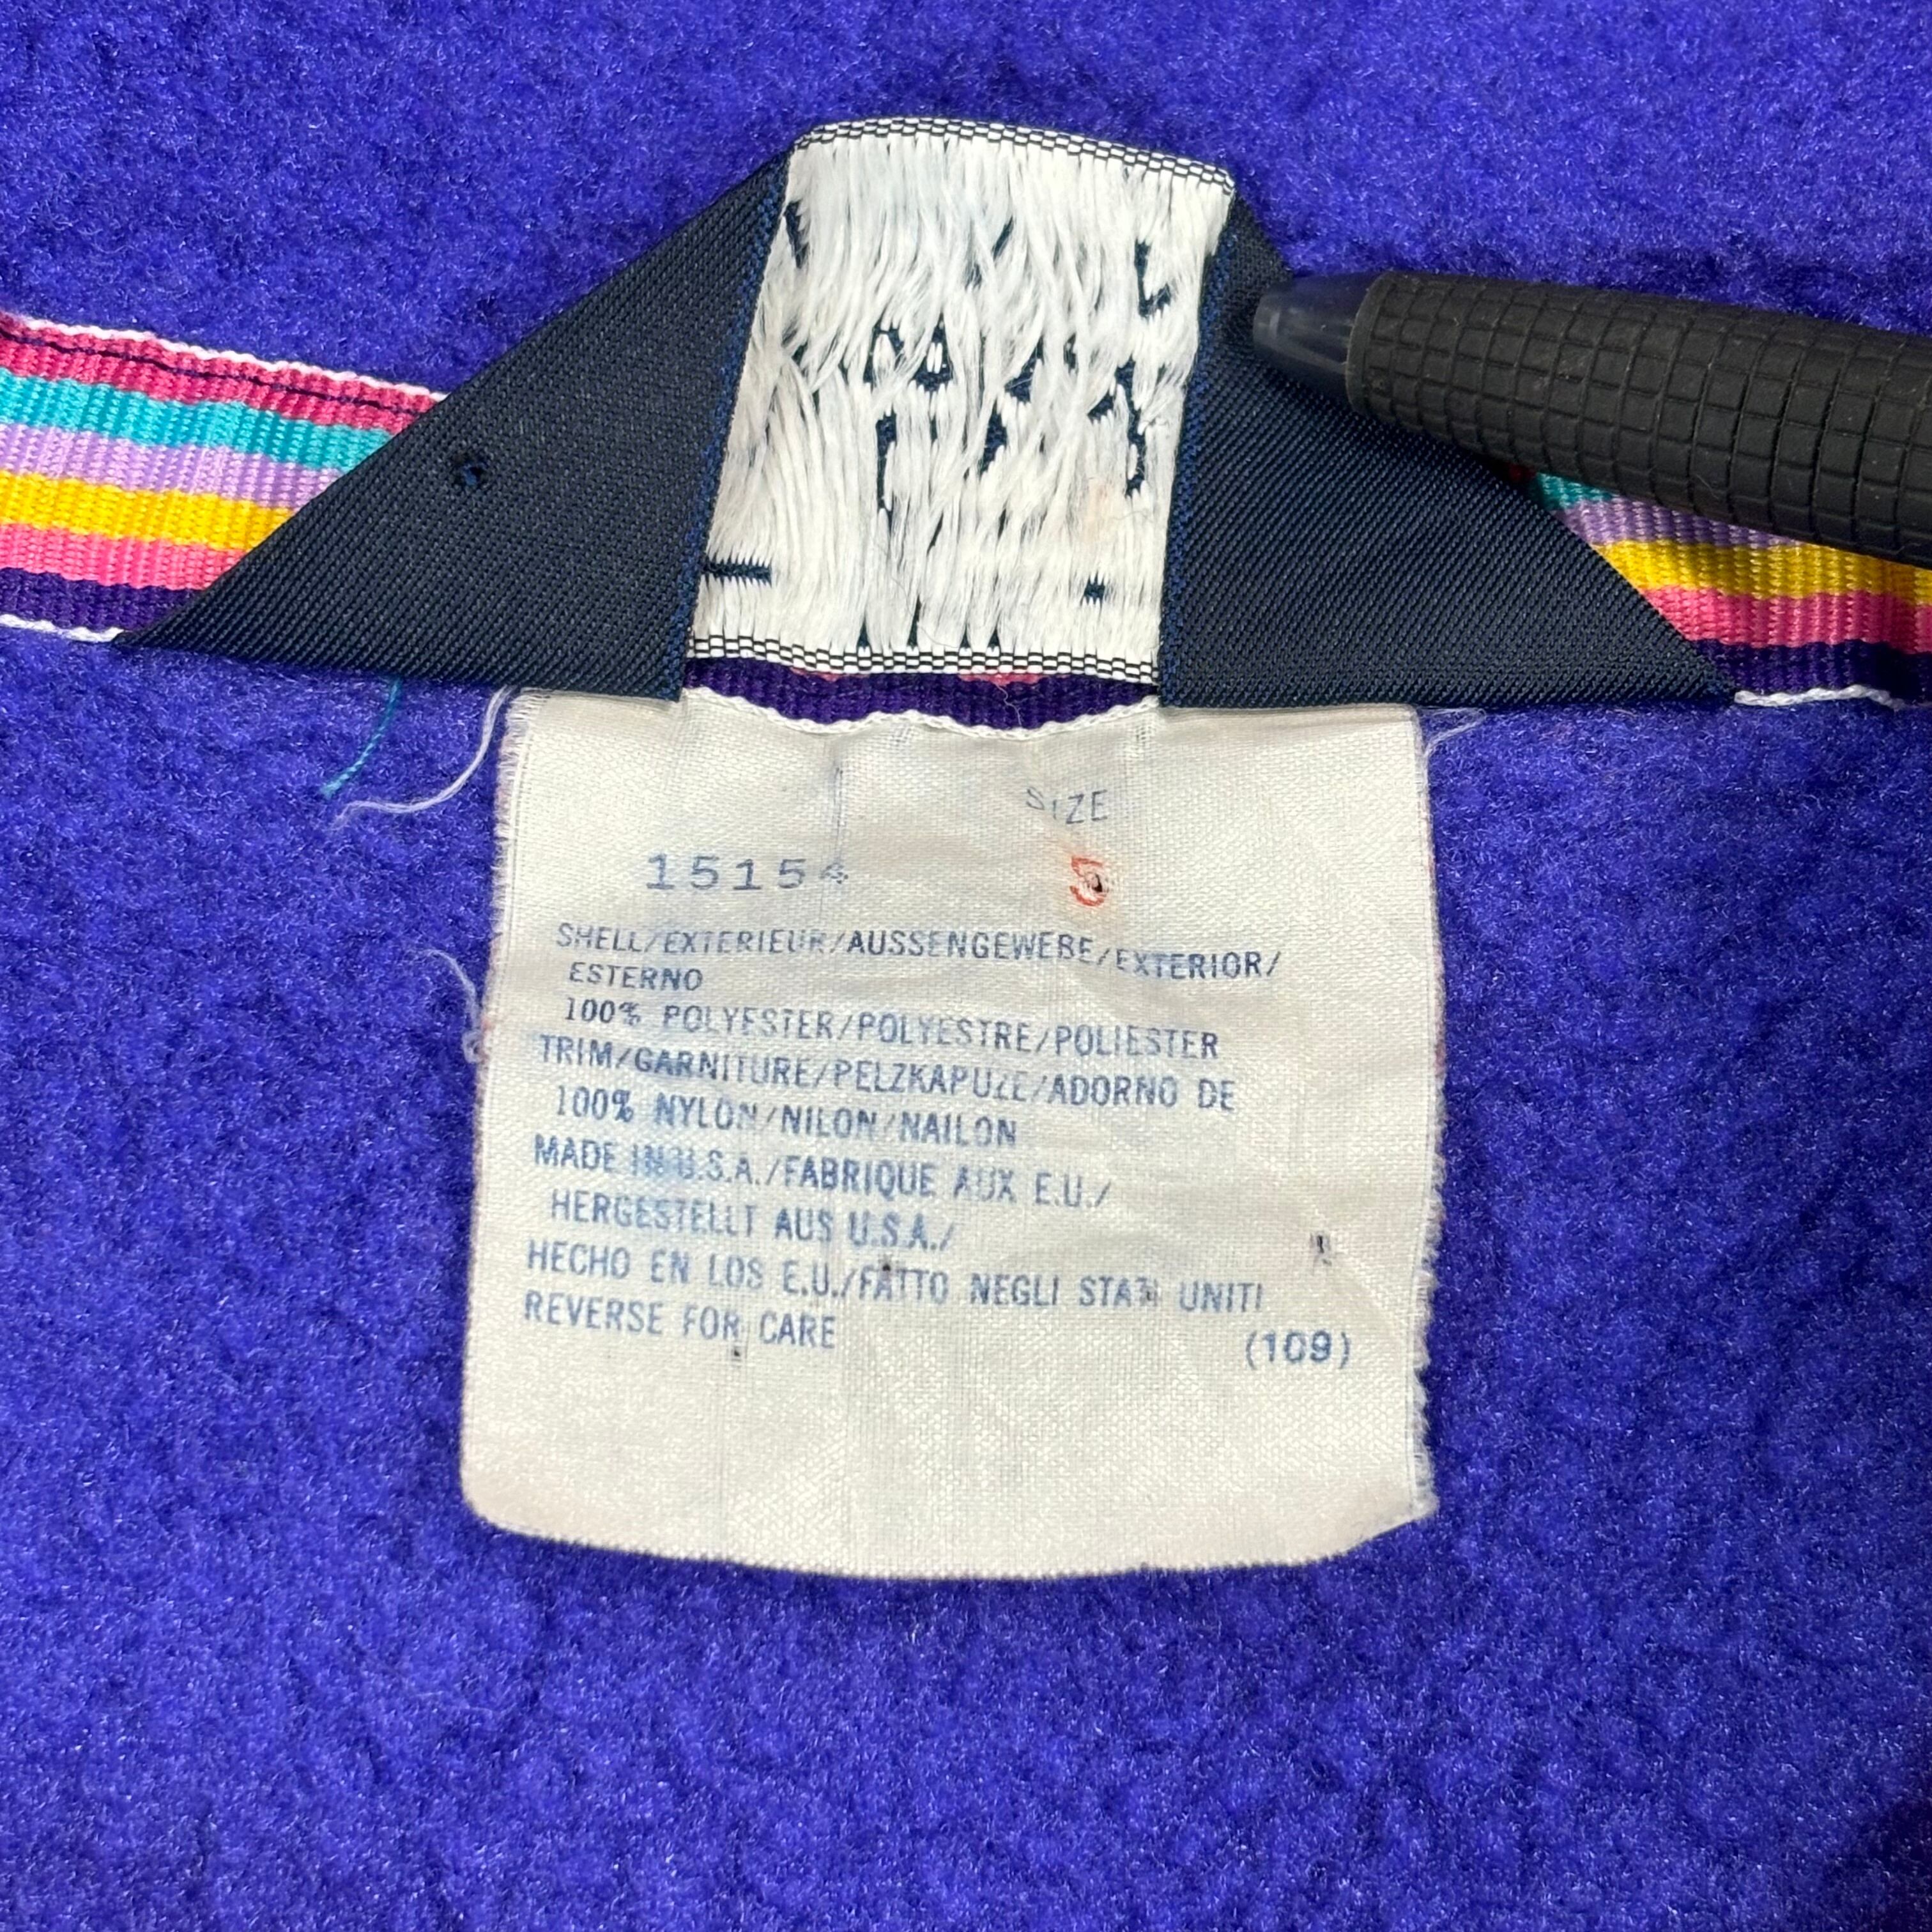 SIZE
15154 5
SHELL/EXTERIEUR/AUSSENGEWEBE/EXTERIOR/
ESTERNO
100% POLYESTER/POLYESTRE/POLIESTER
TRIM/GARNITURE/PELZKAPUZE/ADORNO DE
100% NYLON/NILON/NAILON
MADE IN U.S.A./FABRIQUE AUX E.U./
HERGESTELLT AUS U.S.A./
HECHO EN LOS E.U./FATTO NEGLI STATI UNITI
REVERSE FOR CARE (109)